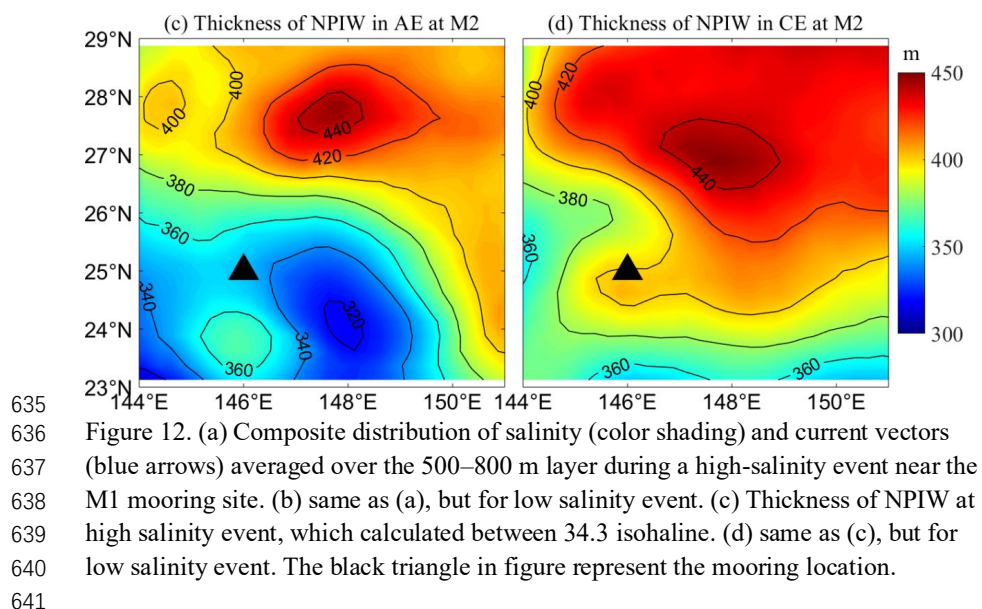 (c) Thickness of NPIW in AE at M2
(d) Thickness of NPIW in CE at M2
m
29°N
28°N
27°N
26°N
25°N
24°N
23°N
144°E
146°E
148°E
150°E
400
400
440
420
380
360
340
320
340
360
144°E
146°E
148°E
150°E
420
400
440
380
360
360
360
450
400
350
300
635
636 Figure 12. (a) Composite distribution of salinity (color shading) and current vectors
637 (blue arrows) averaged over the 500–800 m layer during a high-salinity event near the
638 M1 mooring site. (b) same as (a), but for low salinity event. (c) Thickness of NPIW at
639 high salinity event, which calculated between 34.3 isohaline. (d) same as (c), but for
640 low salinity event. The black triangle in figure represent the mooring location.
641